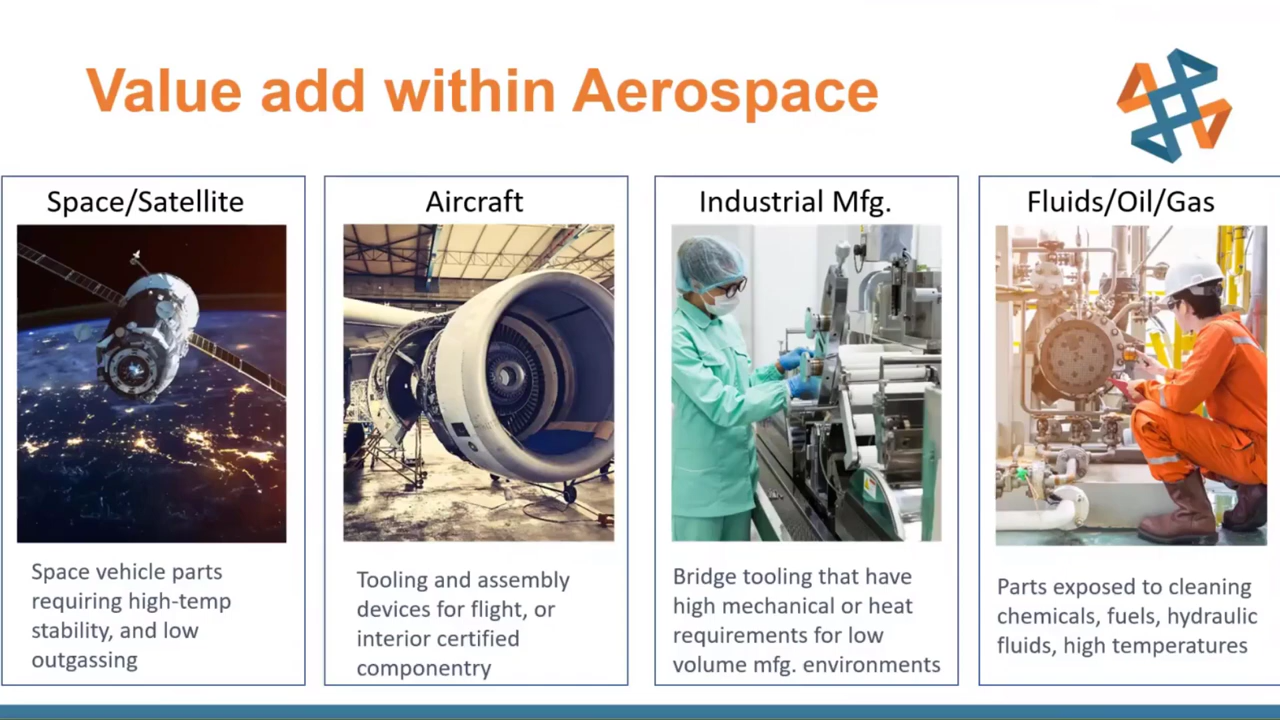 Value add within Aerospace
Space/Satellite
Space vehicle parts
requiring high-temp
stability, and low
outgassing
Aircraft
Tooling and assembly
devices for flight, or
interior certified
componentry
Industrial Mfg.
Bridge tooling that have
high mechanical or heat
requirements for low
volume mfg. environments
Fluids/Oil/Gas
Parts exposed to cleaning
chemicals, fuels, hydraulic
fluids, high temperatures